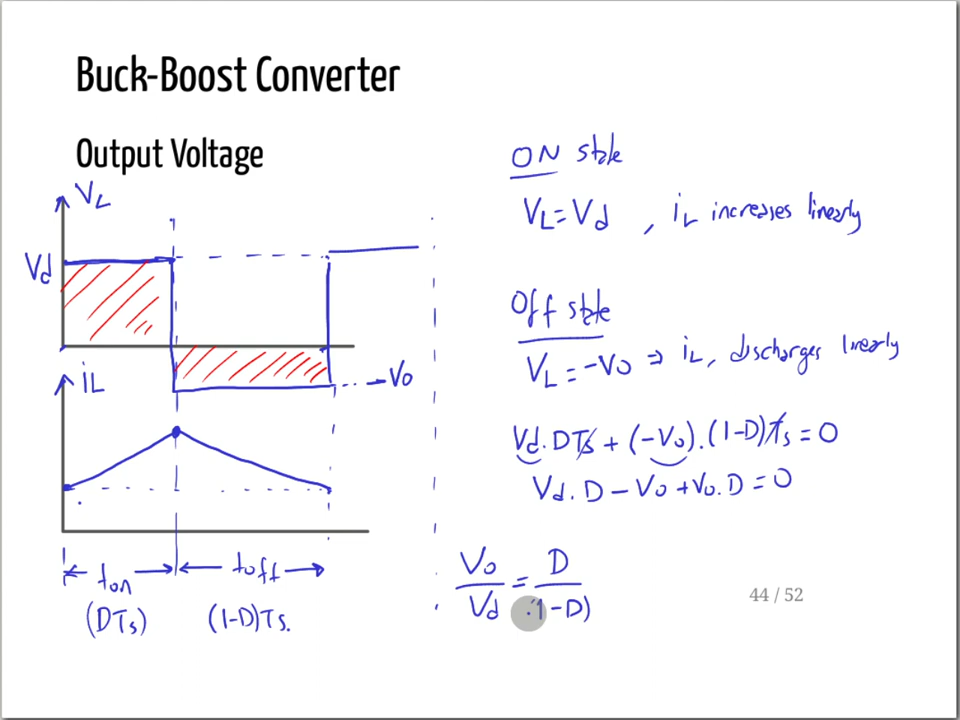 Buck-Boost Converter
Output Voltage
VL
Vd
iL
-Vo
ton
toff
(DTs)
(1-D)Ts.
ON state
VL = Vd , iL increases linearly
Off state
VL = -Vo ⇒ iL, discharges linearly
Vd. DTs + (-Vo). (1-D)Ts = 0
Vd. D - Vo + Vo. D = 0
Vo/Vd = D/(1-D)
44 / 52